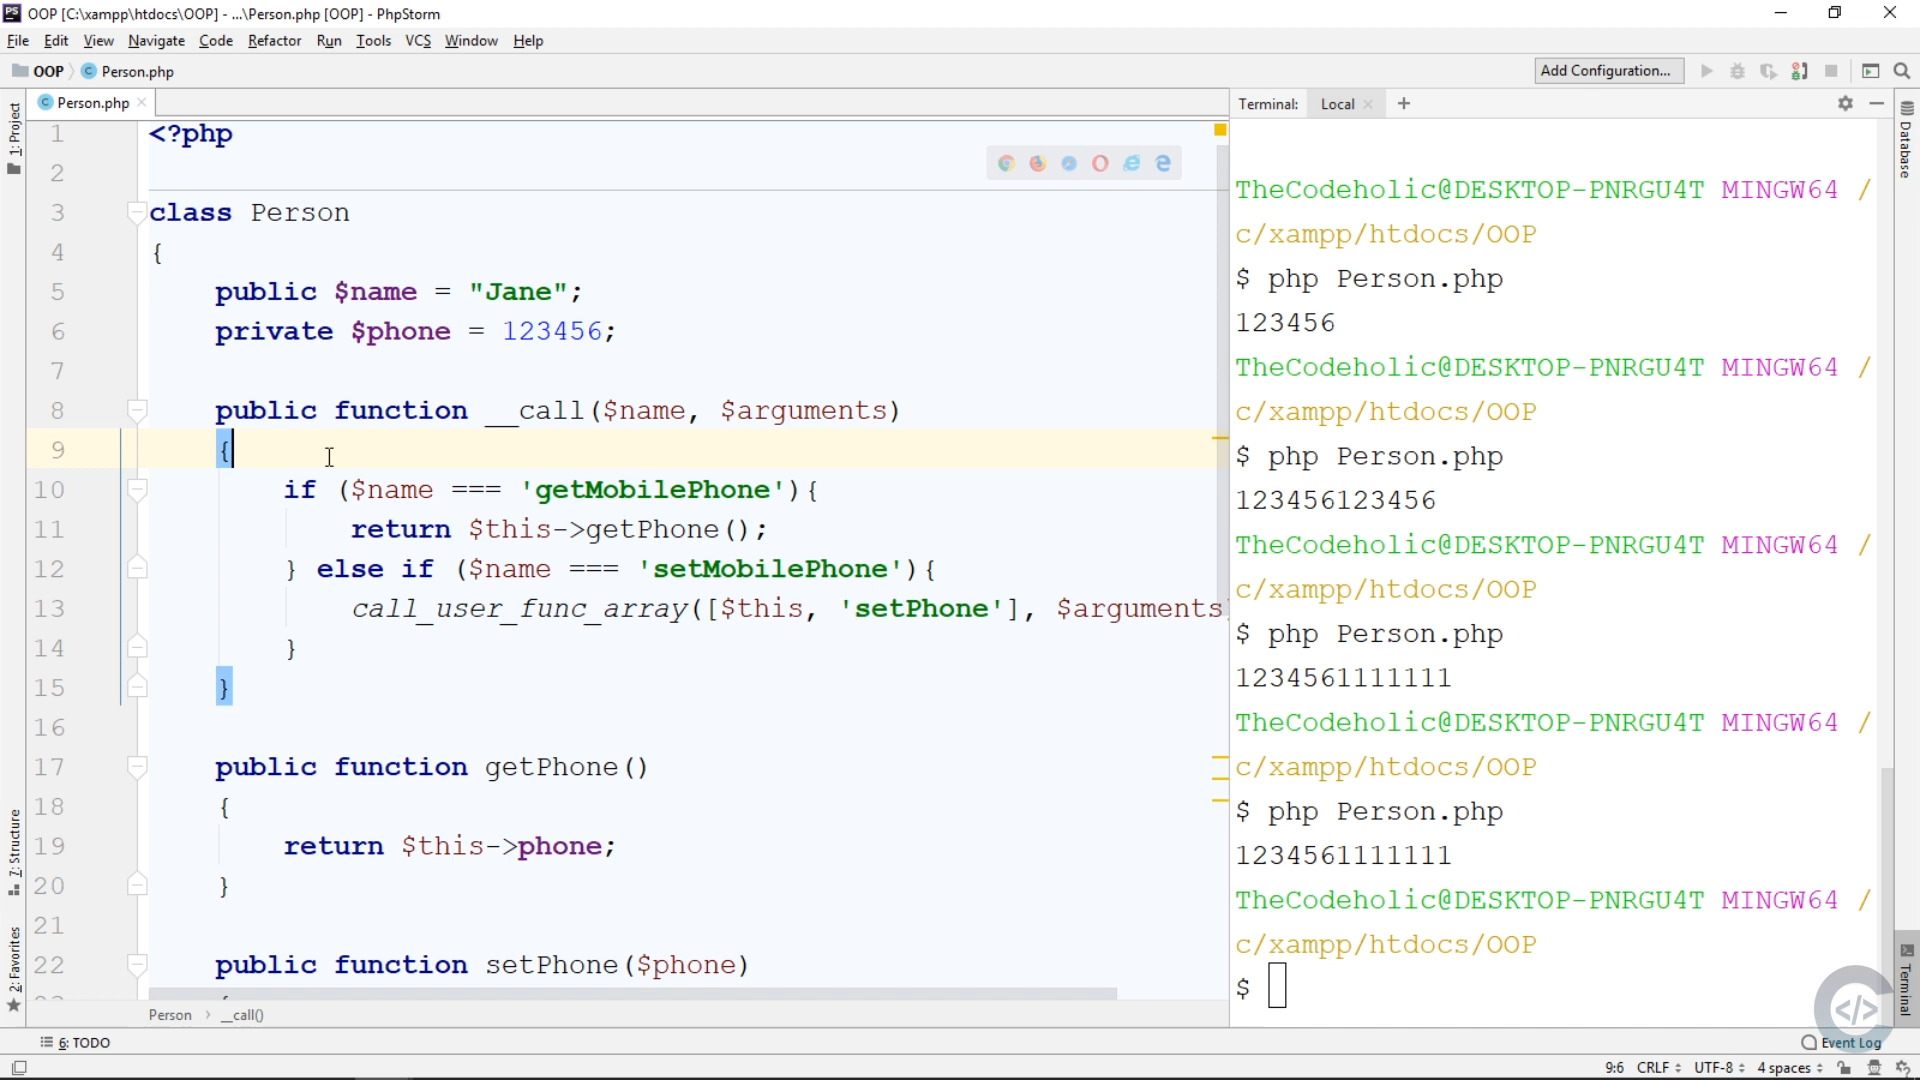 PS OOP [C:\xampp\htdocs\OOP] - ...\Person.php [OOP] - PhpStorm
File Edit View Navigate Code Refactor Run Tools VCS Window Help
OOP Person.php
Add Configuration...
1: Project
7: Structure
2: Favorites
Person.php
1 <?php
2
3 class Person
4 {
5 public $name = "Jane";
6 private $phone = 123456;
7
8 public function __call($name, $arguments)
9 {
10 if ($name === 'getMobilePhone'){
11 return $this->getPhone();
12 } else if ($name === 'setMobilePhone'){
13 call_user_func_array([$this, 'setPhone'], $arguments
14 }
15 }
16
17 public function getPhone()
18 {
19 return $this->phone;
20 }
21
22 public function setPhone($phone)
Person › __call()
Terminal: Local
TheCodeholic@DESKTOP-PNRGU4T MINGW64 /
c/xampp/htdocs/OOP
$ php Person.php
123456
TheCodeholic@DESKTOP-PNRGU4T MINGW64 /
c/xampp/htdocs/OOP
$ php Person.php
123456123456
TheCodeholic@DESKTOP-PNRGU4T MINGW64 /
c/xampp/htdocs/OOP
$ php Person.php
1234561111111
TheCodeholic@DESKTOP-PNRGU4T MINGW64 /
c/xampp/htdocs/OOP
$ php Person.php
1234561111111
TheCodeholic@DESKTOP-PNRGU4T MINGW64 /
c/xampp/htdocs/OOP
$
Database
Terminal
</>
6: TODO
Event Log
9:6 CRLF UTF-8 4 spaces